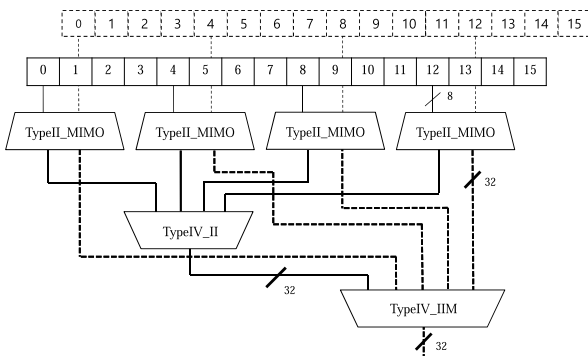 0 1 2 3 4 5 6 7 8 9 10 11 12 13 14 15
0 1 2 3 4 5 6 7 8 9 10 11 12 13 14 15
8
TypeII_MIMO TypeII_MIMO TypeII_MIMO TypeII_MIMO
32
TypeIV_II
32
TypeIV_IIM
32